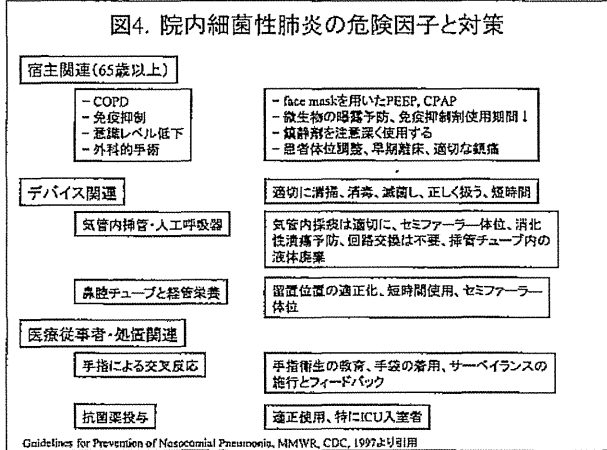 図4. 院内細菌性肺炎の危険因子と対策
宿主関連(65歳以上)
- COPD
- 免疫抑制
- 意識レベル低下
- 外科的手術
- face maskを用いたPEEP, CPAP
- 微生物の曝露予防、免疫抑制剤使用期間↓
- 鎮静剤を注意深く使用する
- 患者体位調整、早期離床、適切な鎮痛
デバイス関連
適切に清掃、消毒、滅菌し、正しく扱う、短時間
気管内挿管・人工呼吸器
気管内採痰は適切に、セミファーラー体位、消化
性潰瘍予防、回路交換は不要、挿管チューブ内の
液体廃棄
鼻腔チューブと経管栄養
留置位置の適正化、短時間使用、セミファーラー
体位
医療従事者・処置関連
手指による交叉反応
手指衛生の教育、手袋の着用、サーベイランスの
施行とフィードバック
抗菌薬投与
適正使用、特にICU入室者
Guidelines for Prevention of Nosocomial Pneumonia, MMWR, CDC, 1997より引用